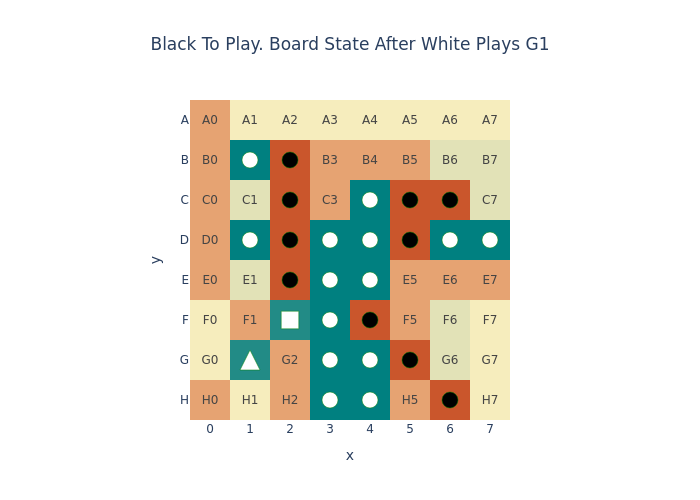 Black To Play. Board State After White Plays G1
A A0 A1 A2 A3 A4 A5 A6 A7
B B0 B3 B4 B5 B6 B7
C C0 C1 C3 C7
D D0
E E0 E1 E5 E6 E7
F F0 F1 F5 F6 F7
G G0 G2 G6 G7
H H0 H1 H2 H5 H7
0 1 2 3 4 5 6 7
x
y